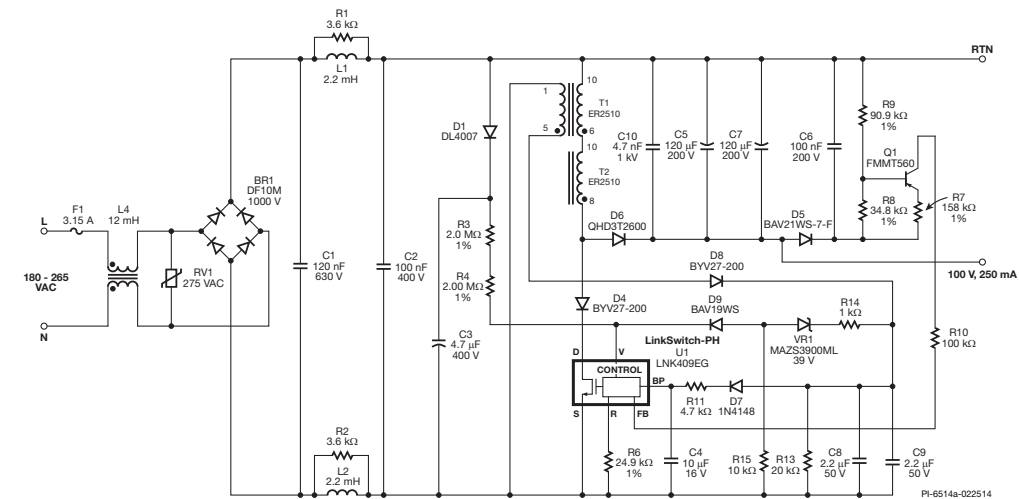 R1
3.6 kΩ
L1
2.2 mH
RTN
1
5
10
T1
ER2510
6
10
T2
ER2510
8
D1
DL4007
C10
4.7 nF
1 kV
C5
120 μF
200 V
C7
120 μF
200 V
C6
100 nF
200 V
R9
90.9 kΩ
1%
Q1
FMMT560
R8
34.8 kΩ
1%
R7
158 kΩ
1%
BR1
DF10M
1000 V
F1
3.15 A
L4
12 mH
L
180 - 265
VAC
N
RV1
275 VAC
C1
120 nF
630 V
C2
100 nF
400 V
R3
2.0 MΩ
1%
R4
2.00 MΩ
1%
C3
4.7 μF
400 V
D6
QHD3T2600
D5
BAV21WS-7-F
D8
BYV27-200
100 V, 250 mA
D4
BYV27-200
D9
BAV19WS
R14
1 kΩ
VR1
MAZS3900ML
39 V
R10
100 kΩ
LinkSwitch-PH
U1
LNK409EG
D
V
CONTROL
BP
S
R
FB
R11
4.7 kΩ
D7
1N4148
R2
3.6 kΩ
L2
2.2 mH
R6
24.9 kΩ
1%
C4
10 μF
16 V
R15
10 kΩ
R13
20 kΩ
C8
2.2 μF
50 V
C9
2.2 μF
50 V
PI-6514a-022514